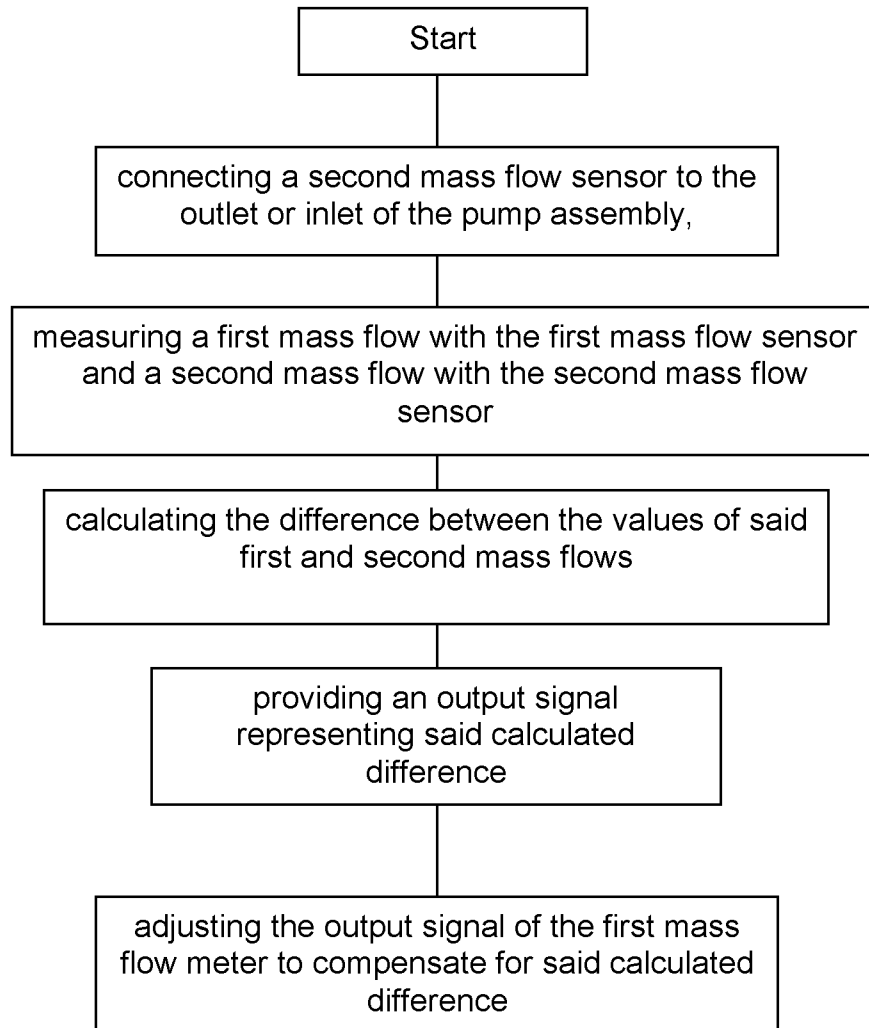 Start
connecting a second mass flow sensor to the
outlet or inlet of the pump assembly,
measuring a first mass flow with the first mass flow sensor
and a second mass flow with the second mass flow
sensor
calculating the difference between the values of said
first and second mass flows
providing an output signal
representing said calculated
difference
adjusting the output signal of the first mass
flow meter to compensate for said calculated
difference